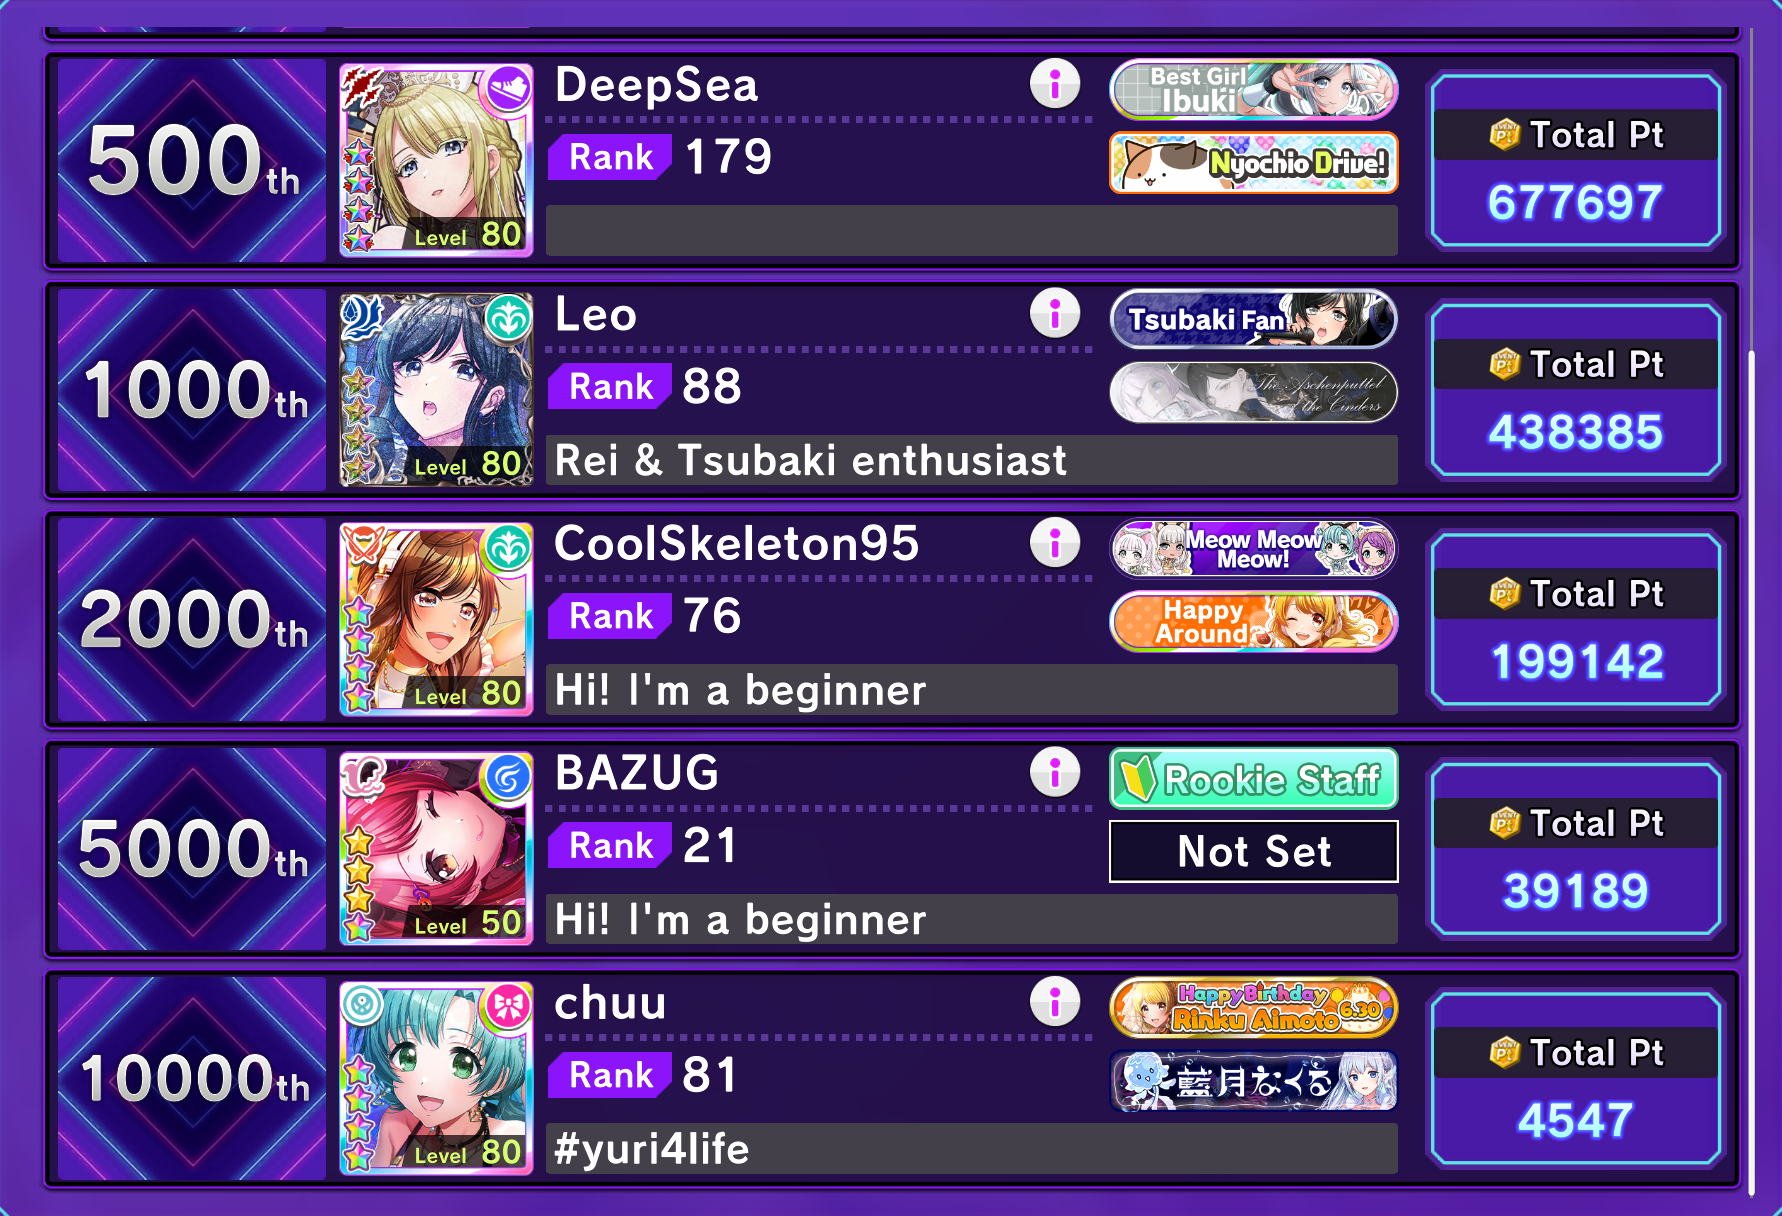 500th
DeepSea
Best Girl
Ibuki
Rank 179
Nyochio Drive!
Level 80
Total Pt
677697
1000th
Leo
Tsubaki Fan
Rank 88
The Aschenputtel
the Cinders
Level 80
Rei & Tsubaki enthusiast
Total Pt
438385
2000th
CoolSkeleton95
Meow Meow
Meow!
Rank 76
Happy
Around
Level 80
Hi! I'm a beginner
Total Pt
199142
5000th
BAZUG
Rookie Staff
Rank 21
Not Set
Level 50
Hi! I'm a beginner
Total Pt
39189
10000th
chuu
Happy Birthday
Rinku Aimoto 6.30
Rank 81
藍月なくる
Level 80
#yuri4life
Total Pt
4547